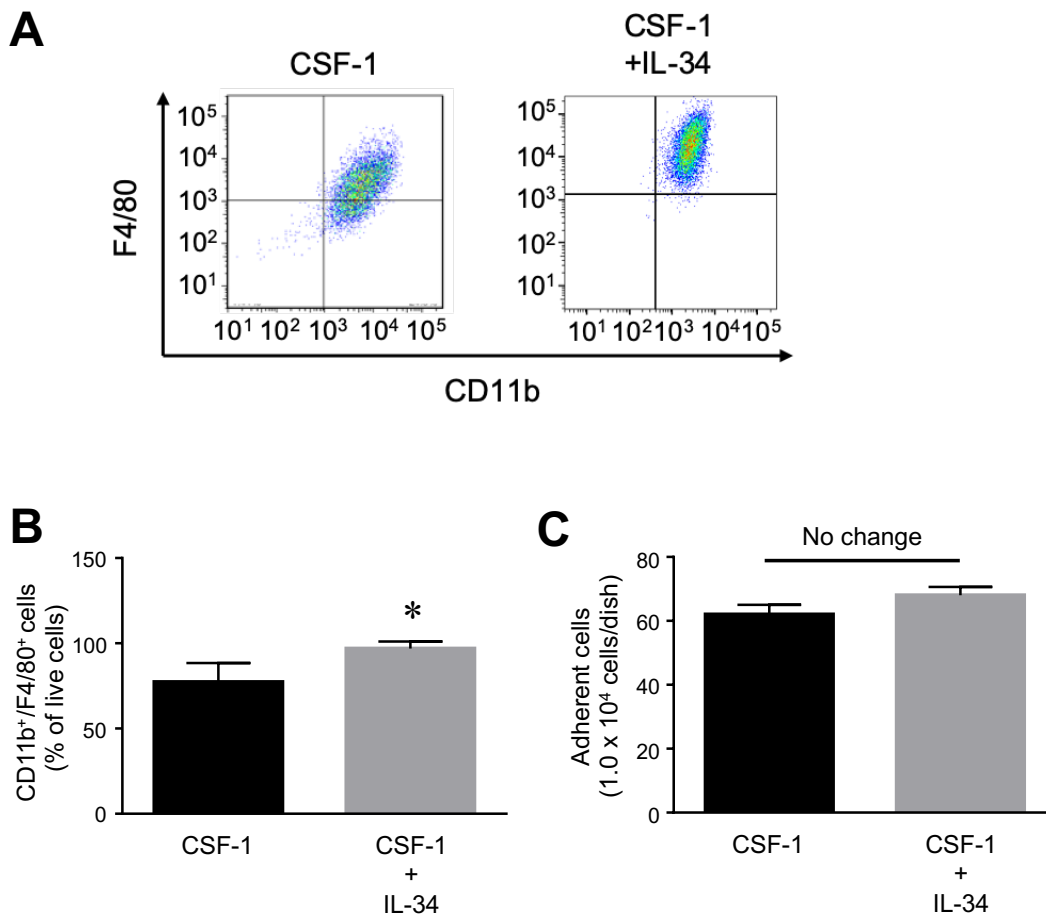 A
CSF-1
CSF-1
+IL-34
F4/80
10⁵
10⁴
10³
10²
10¹
10¹ 10² 10³ 10⁴ 10⁵
10⁵
10⁴
10³
10²
10¹
10¹ 10² 10³ 10⁴ 10⁵
CD11b
B
CD11b⁺/F4/80⁺ cells
(% of live cells)
150
100
50
0
*
CSF-1
CSF-1
+
IL-34
C
No change
Adherent cells
(1.0 x 10⁴ cells/dish)
80
60
40
20
0
CSF-1
CSF-1
+
IL-34